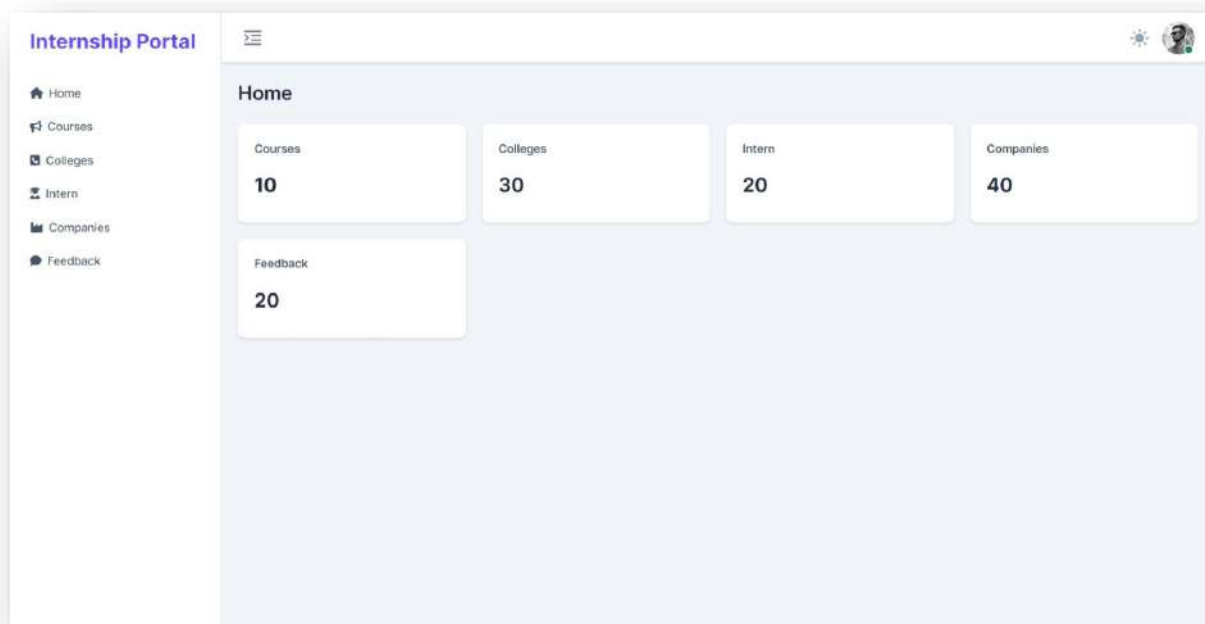 Internship Portal
Home
Courses
Colleges
Intern
Companies
Feedback
Home
Courses
10
Colleges
30
Intern
20
Companies
40
Feedback
20